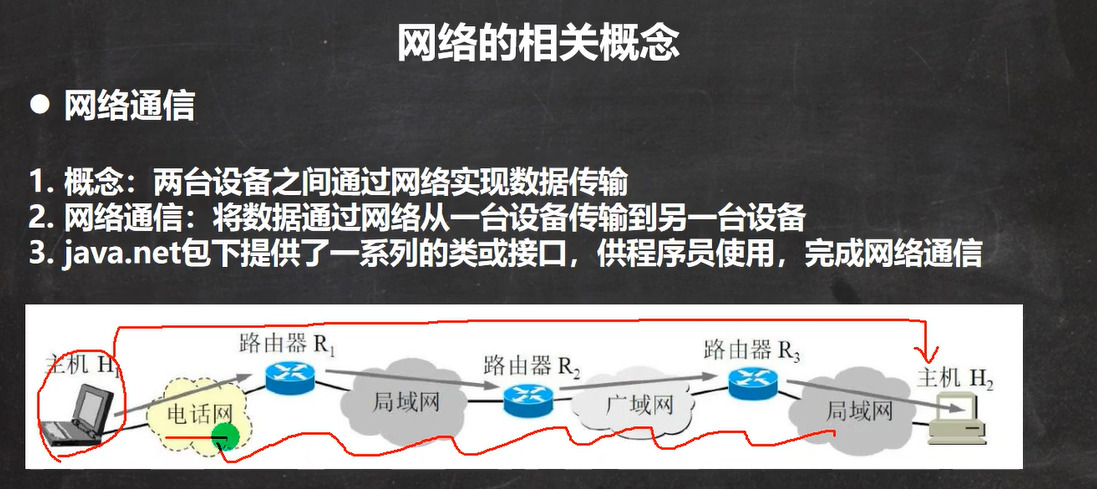 网络的相关概念
● 网络通信
1. 概念：两台设备之间通过网络实现数据传输
2. 网络通信：将数据通过网络从一台设备传输到另一台设备
3. java.net包下提供了一系列的类或接口，供程序员使用，完成网络通信
主机 H1
路由器 R1
路由器 R2
路由器 R3
主机 H2
电话网
局域网
广域网
局域网